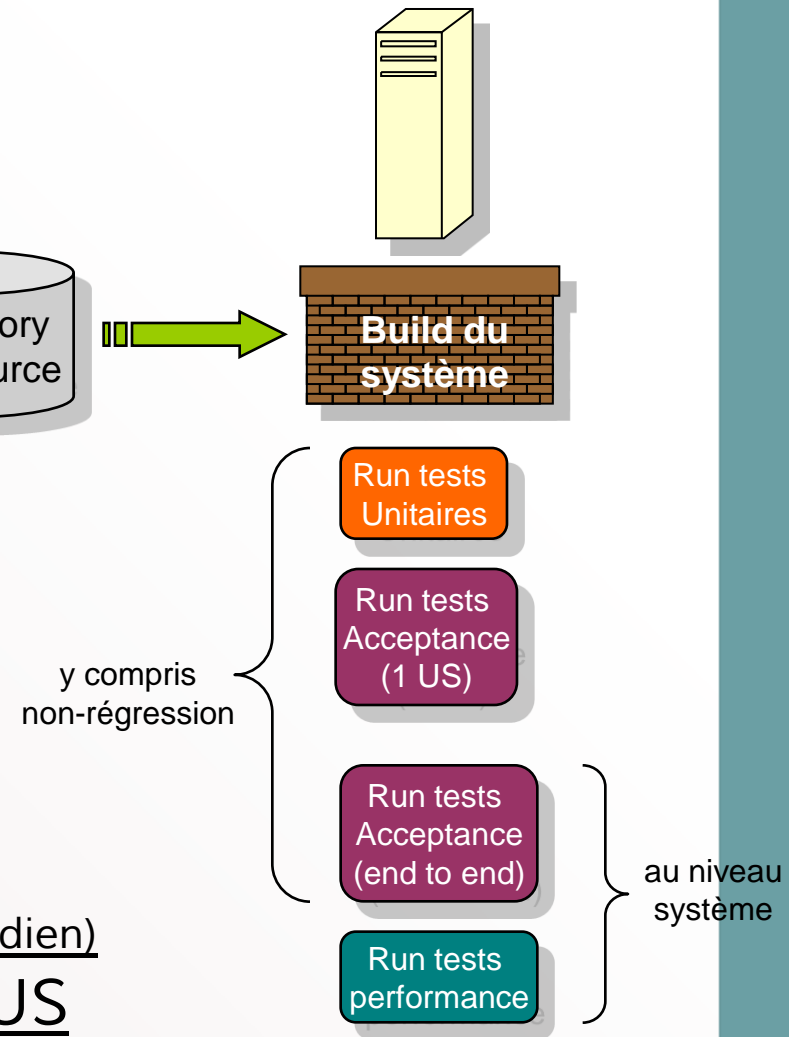 ory
urce
Build du
système
Run tests
Unitaires
Run tests
Acceptance
(1 US)
y compris
non-régression
Run tests
Acceptance
(end to end)
au niveau
système
Run tests
performance
dien)
US